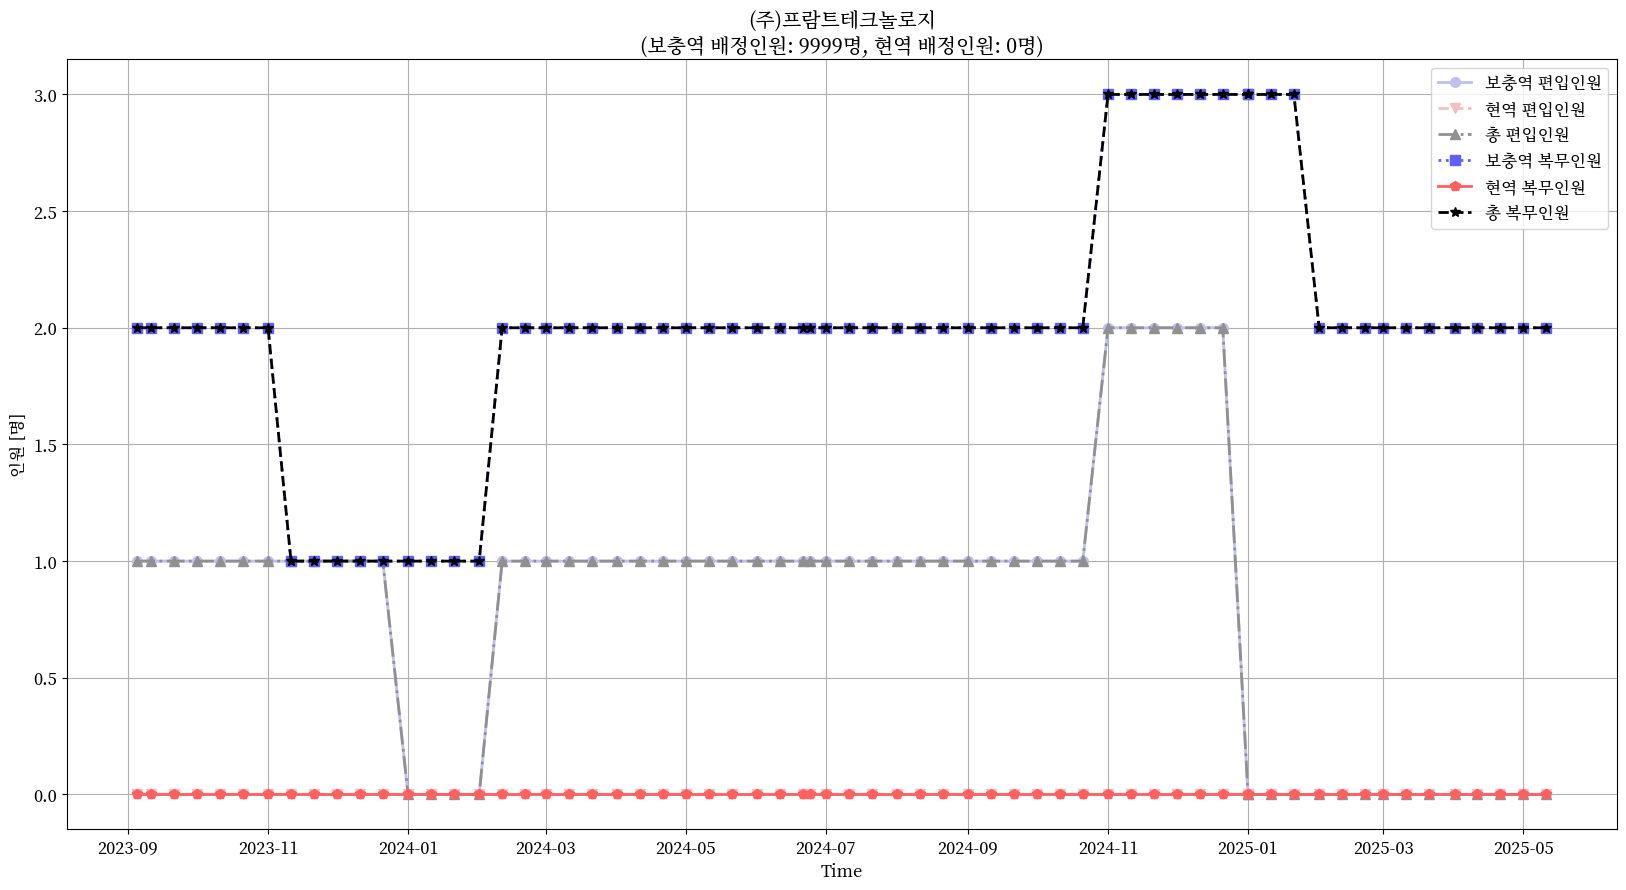 (주)프람트테크놀로지
(보충역 배정인원: 9999명, 현역 배정인원: 0명)
보충역 편입인원
현역 편입인원
총 편입인원
보충역 복무인원
현역 복무인원
총 복무인원
인원 [명]
3.0
2.5
2.0
1.5
1.0
0.5
0.0
2023-09 2023-11 2024-01 2024-03 2024-05 2024-07 2024-09 2024-11 2025-01 2025-03 2025-05
Time